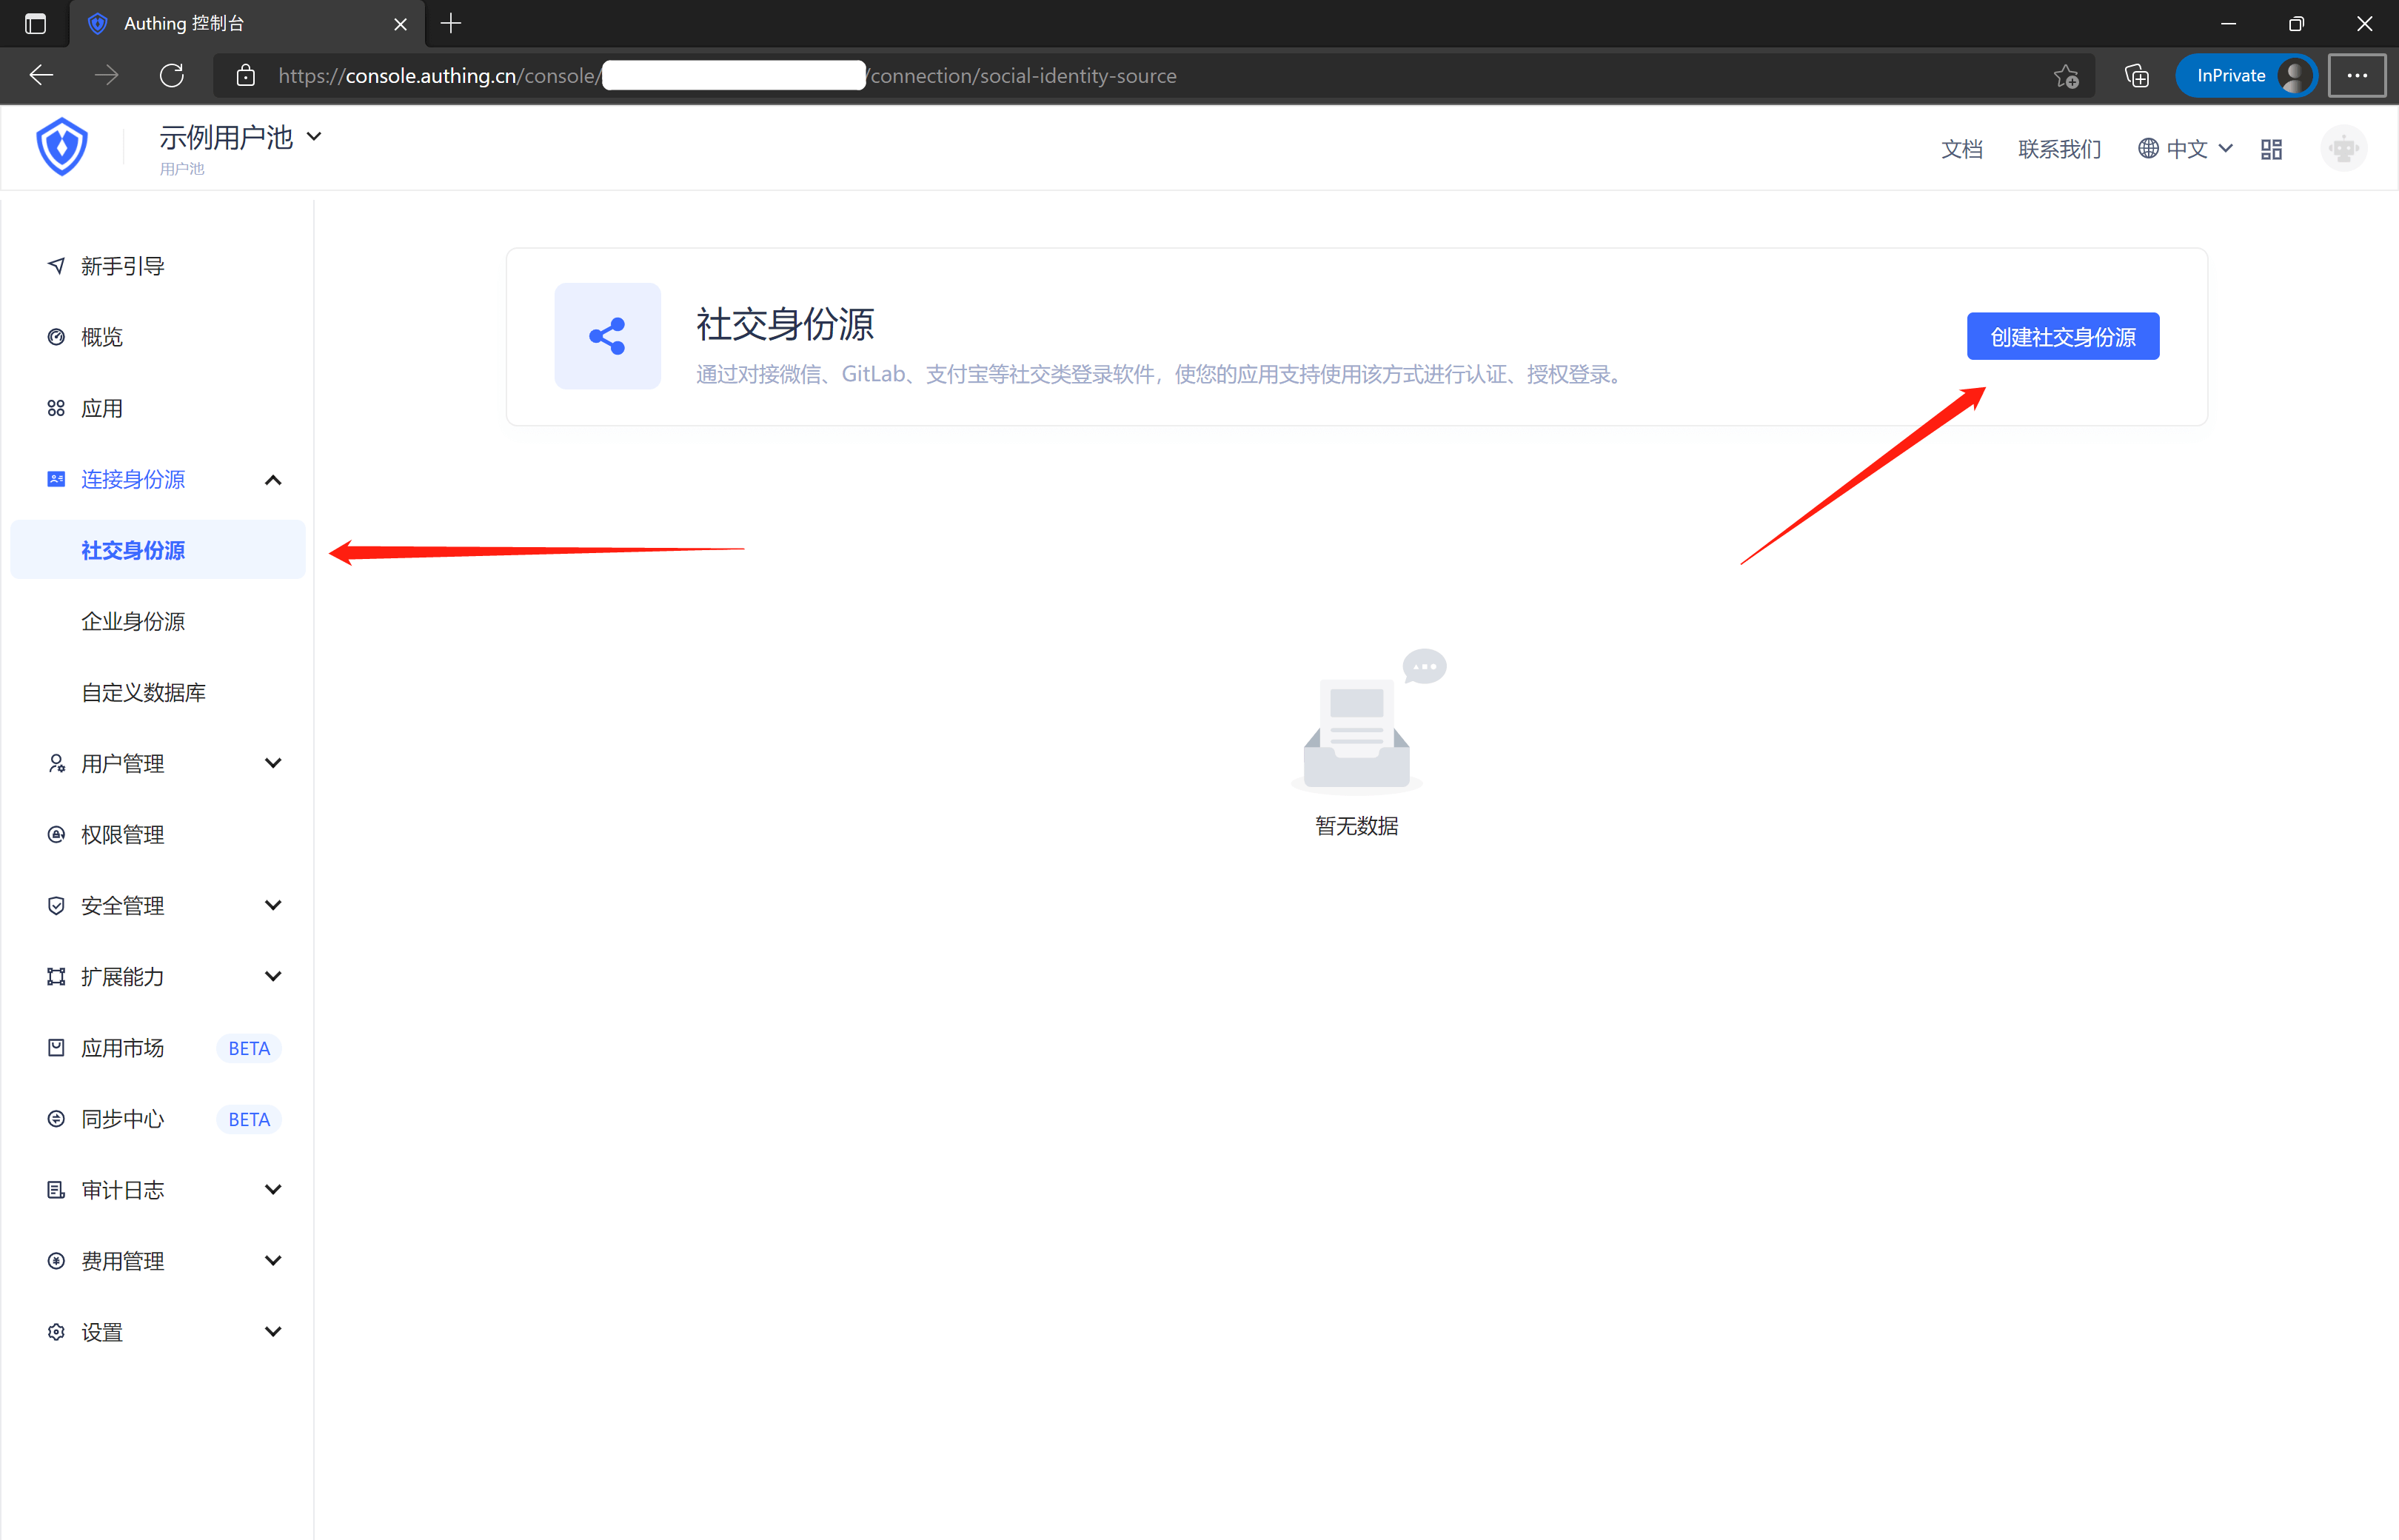 Authing 控制台
https://console.authing.cn/console/
/connection/social-identity-source
InPrivate
示例用户池
用户池
文档
联系我们
中文
新手引导
概览
应用
连接身份源
社交身份源
企业身份源
自定义数据库
用户管理
权限管理
安全管理
扩展能力
应用市场 BETA
同步中心 BETA
审计日志
费用管理
设置
社交身份源
通过对接微信、GitLab、支付宝等社交类登录软件，使您的应用支持使用该方式进行认证、授权登录。
创建社交身份源
暂无数据